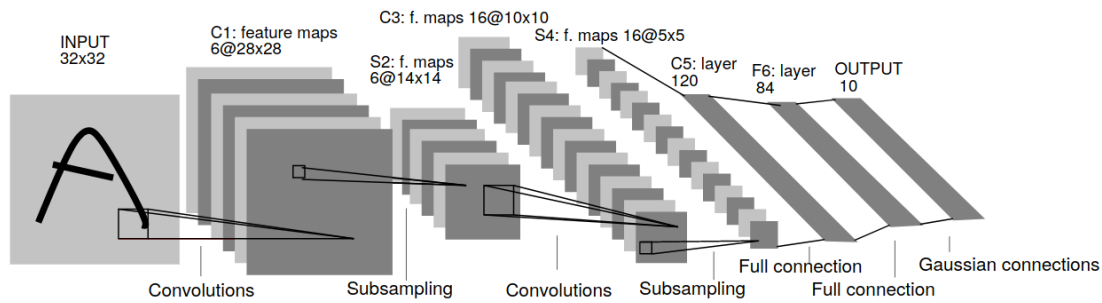 INPUT
32x32
C1: feature maps
6@28x28
S2: f. maps
6@14x14
C3: f. maps 16@10x10
S4: f. maps 16@5x5
C5: layer
120
F6: layer
84
OUTPUT
10
Convolutions
Subsampling
Convolutions
Subsampling
Full connection
Full connection
Gaussian connections